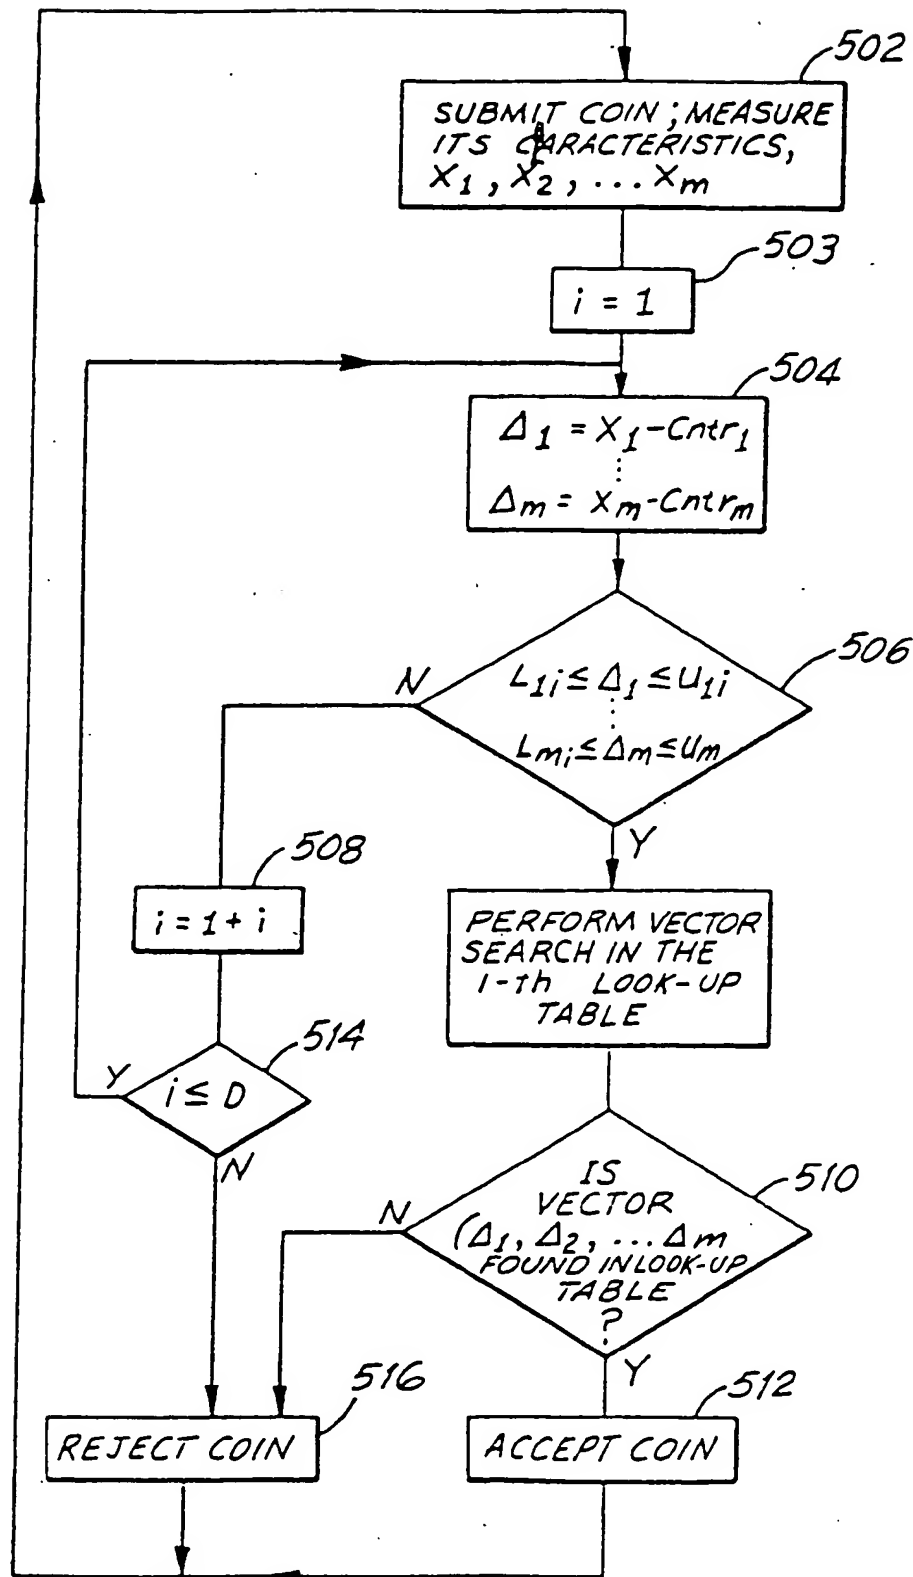 502
SUBMIT COIN ; MEASURE
ITS CARACTERISTICS,
X1 , X2 , ... Xm
503
i = 1
504
Δ1 = X1-Cntr1
⋮
Δm = Xm-Cntrm
506
N
L1i ≤ Δ1 ≤ U1i
⋮
Lmi ≤ Δm ≤ Um
Y
508
i = 1 + i
PERFORM VECTOR
SEARCH IN THE
1-th LOOK-UP
TABLE
514
Y
i ≤ D
N
510
N
IS
VECTOR
(Δ1, Δ2, ... Δm
FOUND IN LOOK-UP
TABLE
?
Y
516
512
REJECT COIN
ACCEPT COIN